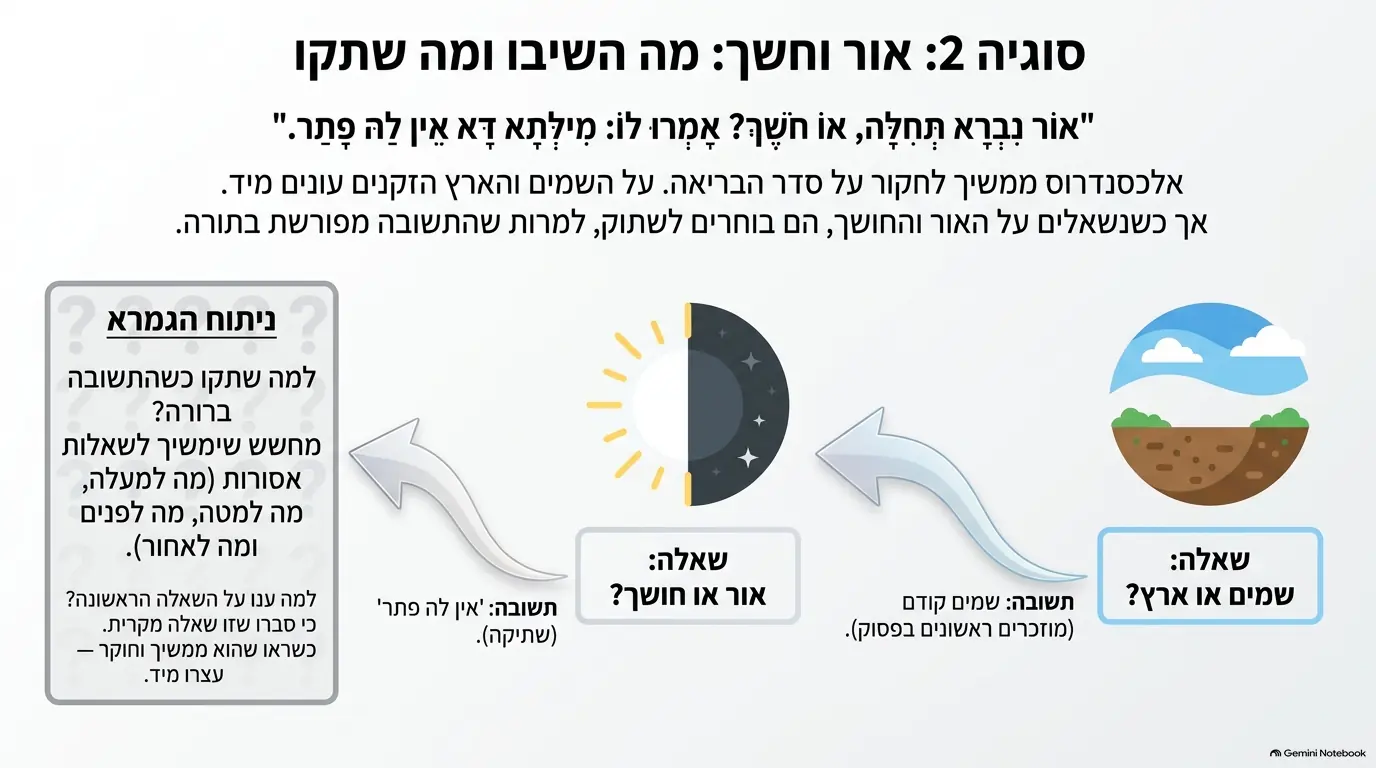 סוגיה 2: אור וחשך: מה השיבו ומה שתקו
"אוֹר נִבְרָא תְּחִלָּה, אוֹ חֹשֶׁךְ? אָמְרוּ לוֹ: מִילְּתָא דָּא אֵין לַהּ פָּתַר."
אלכסנדרוס ממשיך לחקור על סדר הבריאה. על השמים והארץ הזקנים עונים מיד.
אך כשנשאלים על האור והחושך, הם בוחרים לשתוק, למרות שהתשובה מפורשת בתורה.
שאלה:
שמים או ארץ?
תשובה: שמים קודם
(מוזכרים ראשונים בפסוק).
שאלה:
אור או חושך?
תשובה: 'אין לה פתר'
(שתיקה).
ניתוח הגמרא
למה שתקו כשהתשובה
ברורה?
מחשש שימשיך לשאלות
אסורות (מה למעלה,
מה למטה, מה לפנים
ומה לאחור).
למה ענו על השאלה הראשונה?
כי סברו שזו שאלה מקרית.
כשראו שהוא ממשיך וחוקר —
עצרו מיד.
Gemini Notebook